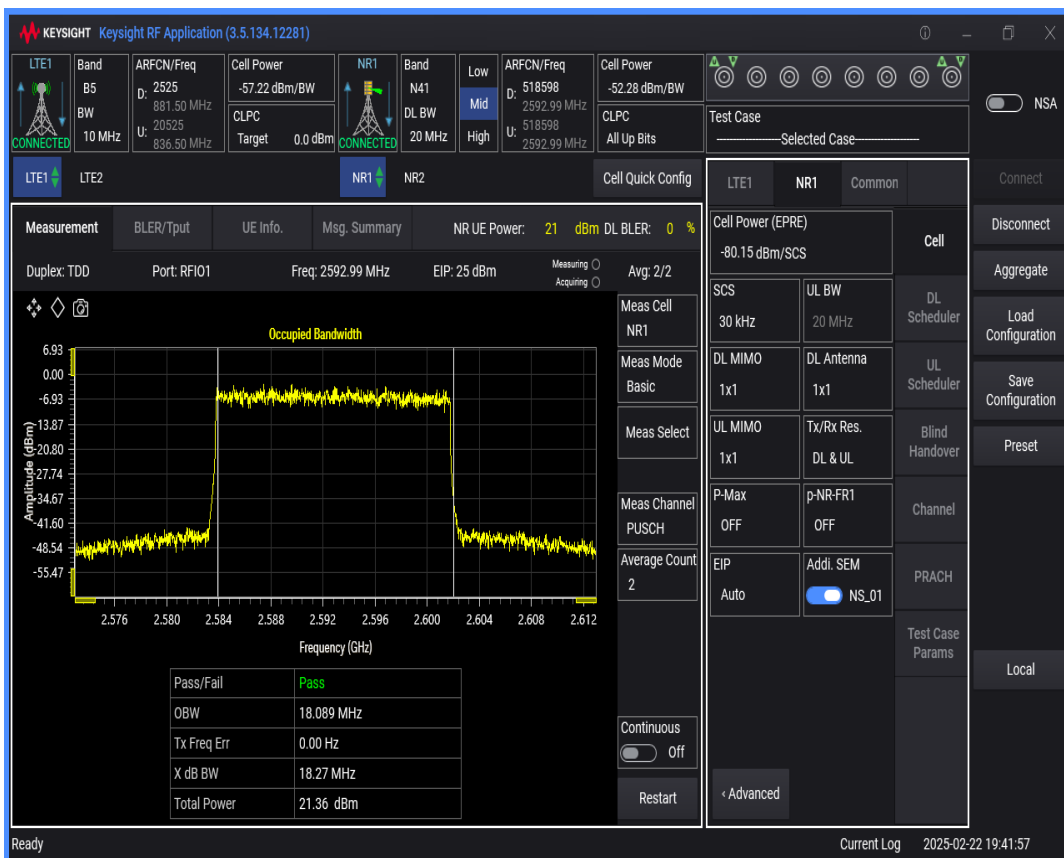 KEYSIGHT Keysight RF Application (3.5.134.12281)
LTE1
CONNECTED
Band
B5
BW
10 MHz
ARFCN/Freq
D: 2525
881.50 MHz
U: 20525
836.50 MHz
Cell Power
-57.22 dBm/BW
CLPC
Target 0.0 dBm
NR1
CONNECTED
Band
N41
DL BW
20 MHz
Low
Mid
High
ARFCN/Freq
D: 518598
2592.99 MHz
U: 518598
2592.99 MHz
Cell Power
-52.28 dBm/BW
CLPC
All Up Bits
Test Case
----------------Selected Case----------------
NSA
LTE1 LTE2 NR1 NR2 Cell Quick Config
Measurement BLER/Tput UE Info. Msg. Summary NR UE Power: 21 dBm DL BLER: 0 %
Duplex: TDD Port: RFIO1 Freq: 2592.99 MHz EIP: 25 dBm Measuring Avg: 2/2
Acquiring
Occupied Bandwidth
Amplitude (dBm)
6.93
0.00
-6.93
-13.87
-20.80
-27.74
-34.67
-41.60
-48.54
-55.47
2.576 2.580 2.584 2.588 2.592 2.596 2.600 2.604 2.608 2.612
Frequency (GHz)
Pass/Fail Pass
OBW 18.089 MHz
Tx Freq Err 0.00 Hz
X dB BW 18.27 MHz
Total Power 21.36 dBm
Meas Cell
NR1
Meas Mode
Basic
Meas Select
Meas Channel
PUSCH
Average Count
2
Continuous
Off
Restart
LTE1 NR1 Common
Cell Power (EPRE)
-80.15 dBm/SCS
SCS
30 kHz
UL BW
20 MHz
DL MIMO
1x1
DL Antenna
1x1
UL MIMO
1x1
Tx/Rx Res.
DL & UL
P-Max
OFF
p-NR-FR1
OFF
EIP
Auto
Addi. SEM
NS_01
‹ Advanced
Cell
DL
Scheduler
UL
Scheduler
Blind
Handover
Channel
PRACH
Test Case
Params
Connect
Disconnect
Aggregate
Load
Configuration
Save
Configuration
Preset
Local
Ready Current Log 2025-02-22 19:41:57